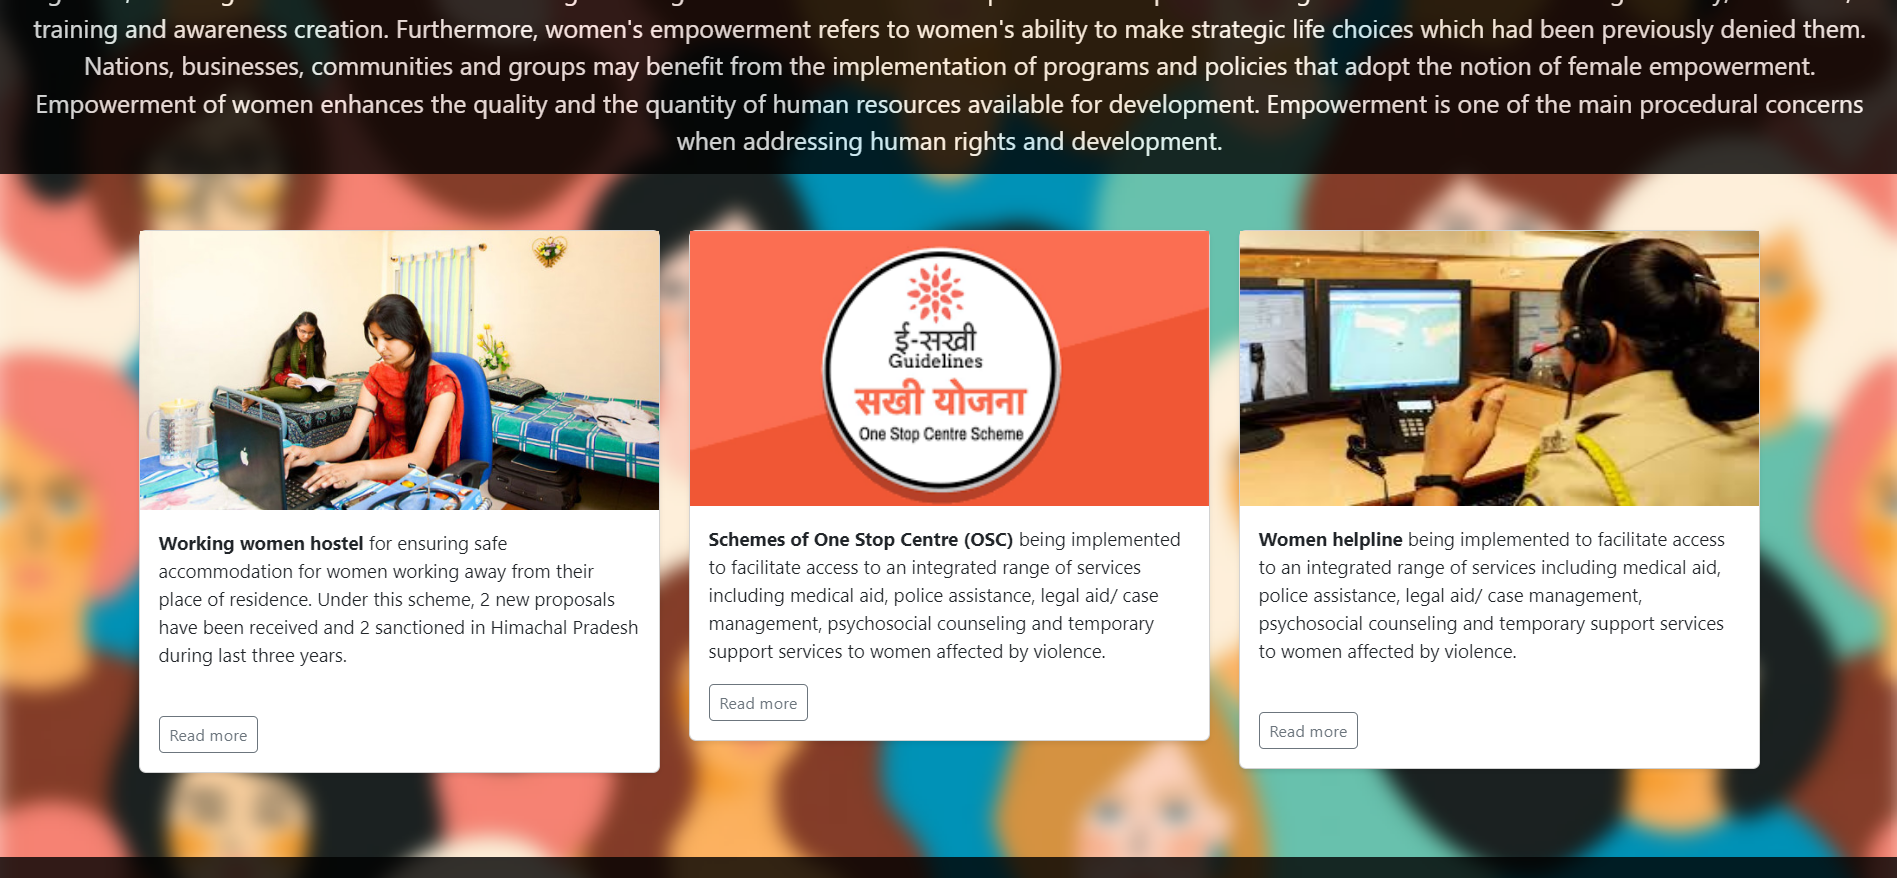 training and awareness creation. Furthermore, women's empowerment refers to women's ability to make strategic life choices which had been previously denied them.
Nations, businesses, communities and groups may benefit from the implementation of programs and policies that adopt the notion of female empowerment.
Empowerment of women enhances the quality and the quantity of human resources available for development. Empowerment is one of the main procedural concerns
when addressing human rights and development.
ई-सखी
Guidelines
सखी योजना
One Stop Centre Scheme
Working women hostel for ensuring safe
accommodation for women working away from their
place of residence. Under this scheme, 2 new proposals
have been received and 2 sanctioned in Himachal Pradesh
during last three years.
Read more
Schemes of One Stop Centre (OSC) being implemented
to facilitate access to an integrated range of services
including medical aid, police assistance, legal aid/ case
management, psychosocial counseling and temporary
support services to women affected by violence.
Read more
Women helpline being implemented to facilitate access
to an integrated range of services including medical aid,
police assistance, legal aid/ case management,
psychosocial counseling and temporary support services
to women affected by violence.
Read more